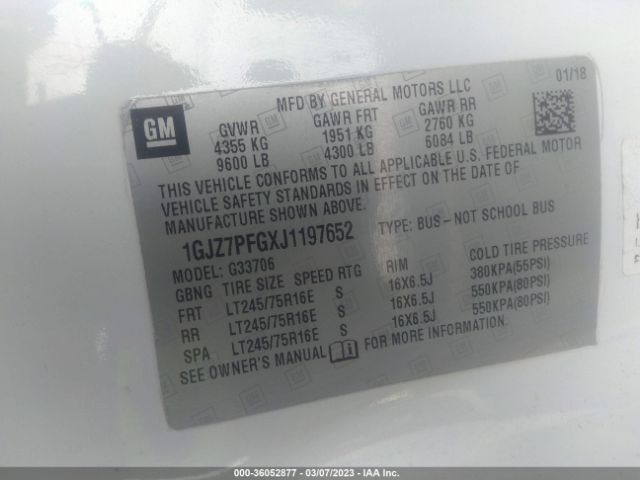 MFD BY GENERAL MOTORS LLC 01/18
GM
GVWR GAWR FRT GAWR RR
4355 KG 1951 KG 2760 KG
9600 LB 4300 LB 6084 LB
THIS VEHICLE CONFORMS TO ALL APPLICABLE U.S. FEDERAL MOTOR
VEHICLE SAFETY STANDARDS IN EFFECT ON THE DATE OF
MANUFACTURE SHOWN ABOVE.
1GJZ7PFGXJ1197652 TYPE: BUS-NOT SCHOOL BUS
MODEL: G33706
GBNG TIRE SIZE SPEED RTG RIM COLD TIRE PRESSURE
FRT LT245/75R16E S 16X6.5J 380KPA(55PSI)
RR LT245/75R16E S 16X6.5J 550KPA(80PSI)
SPA LT245/75R16E S 16X6.5J 550KPA(80PSI)
SEE OWNER'S MANUAL FOR MORE INFORMATION.
000-36052877 - 03/07/2023 - IAA Inc.